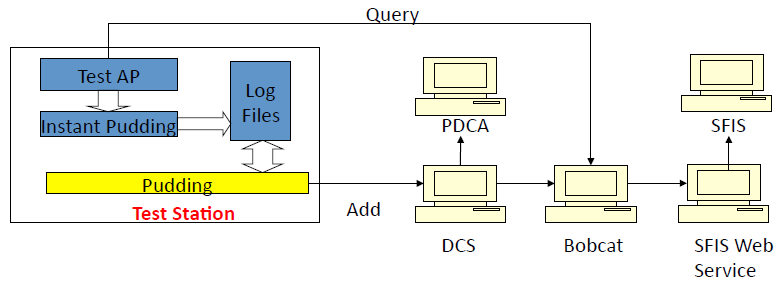 Query
Test AP
Log
Files
Instant Pudding
PDCA
SFIS
Pudding
Test Station
Add
DCS
Bobcat
SFIS Web
Service